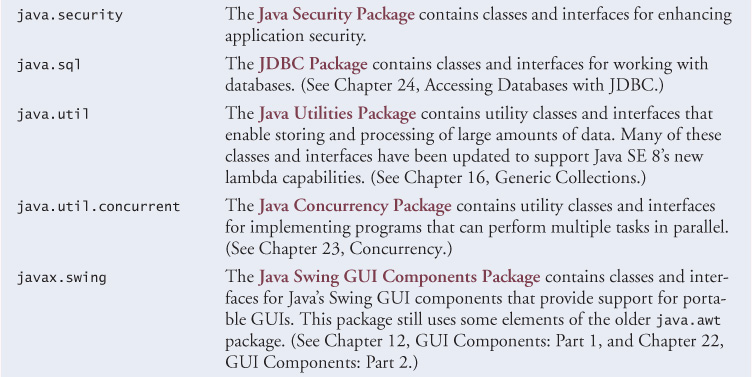 java.security The Java Security Package contains classes and interfaces for enhancing
application security.
java.sql The JDBC Package contains classes and interfaces for working with
databases. (See Chapter 24, Accessing Databases with JDBC.)
java.util The Java Utilities Package contains utility classes and interfaces that
enable storing and processing of large amounts of data. Many of these
classes and interfaces have been updated to support Java SE 8’s new
lambda capabilities. (See Chapter 16, Generic Collections.)
java.util.concurrent The Java Concurrency Package contains utility classes and interfaces
for implementing programs that can perform multiple tasks in parallel.
(See Chapter 23, Concurrency.)
javax.swing The Java Swing GUI Components Package contains classes and inter-
faces for Java’s Swing GUI components that provide support for porta-
ble GUIs. This package still uses some elements of the older java.awt
package. (See Chapter 12, GUI Components: Part 1, and Chapter 22,
GUI Components: Part 2.)